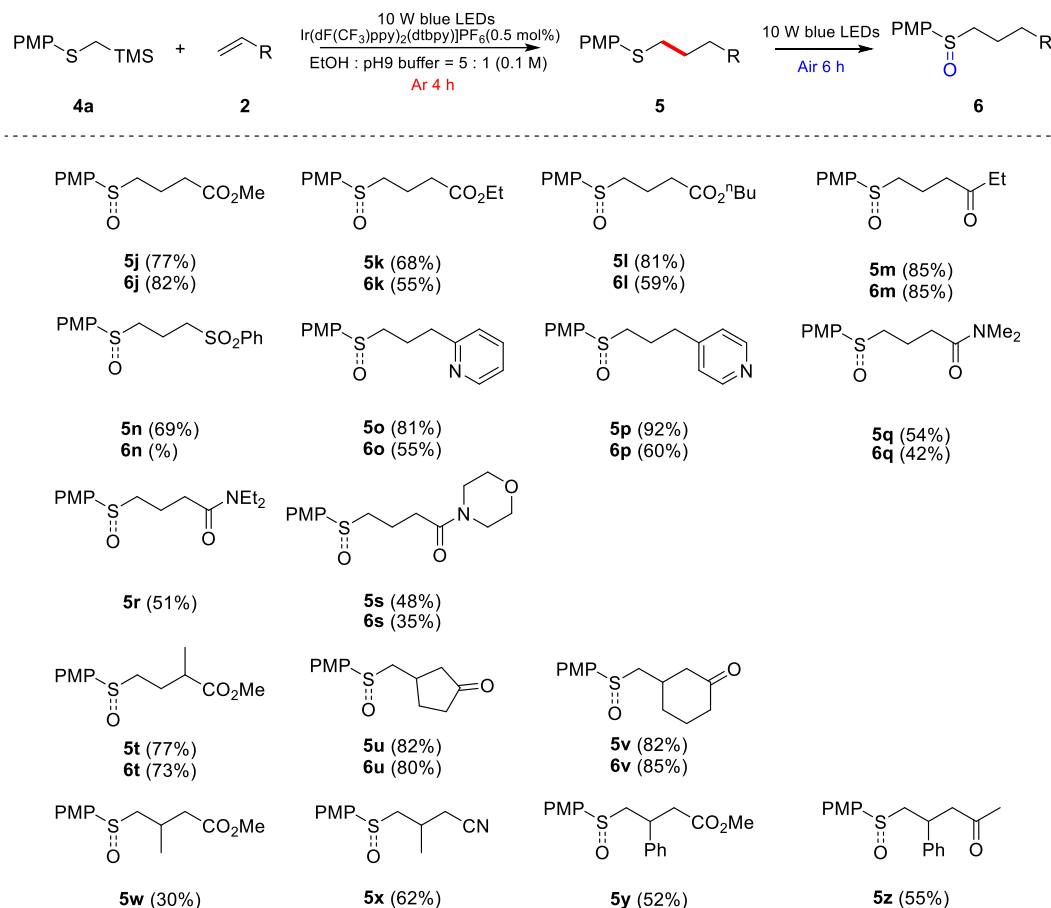 10 W blue LEDs
Ir(dF(CF3)ppy)2(dtbpy)]PF6(0.5 mol%)
EtOH : pH9 buffer = 5 : 1 (0.1 M)
Ar 4 h
10 W blue LEDs
Air 6 h
PMP S TMS + R
PMP S R
PMP S O R
4a 2 5 6
PMP S O CO2Me
PMP S O CO2Et
PMP S O CO2nBu
PMP S O Et O
5j (77%)
6j (82%)
5k (68%)
6k (55%)
5l (81%)
6l (59%)
5m (85%)
6m (85%)
PMP S O SO2Ph
PMP S O N
PMP S O N
PMP S O NMe2 O
5n (69%)
6n (%)
5o (81%)
6o (55%)
5p (92%)
6p (60%)
5q (54%)
6q (42%)
PMP S O NEt2 O
PMP S O N O O
5r (51%)
5s (48%)
6s (35%)
PMP S O CO2Me
PMP S O O
PMP S O O
5t (77%)
6t (73%)
5u (82%)
6u (80%)
5v (82%)
6v (85%)
PMP S O CO2Me
PMP S O CN
PMP S O Ph CO2Me
PMP S O Ph O
5w (30%)
5x (62%)
5y (52%)
5z (55%)